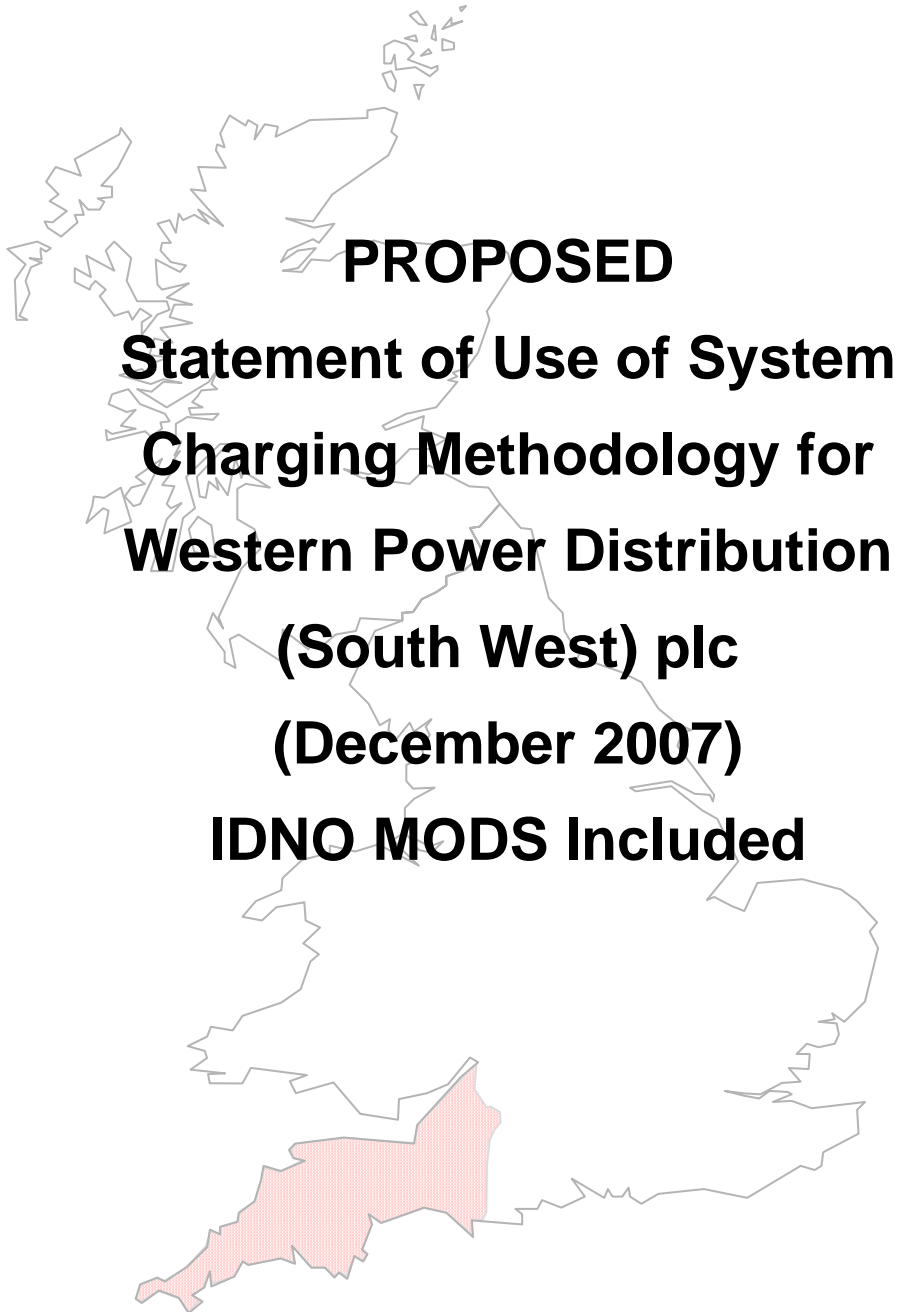 PROPOSED
Statement of Use of System
Charging Methodology for
Western Power Distribution
(South West) plc
(December 2007)
IDNO MODS Included